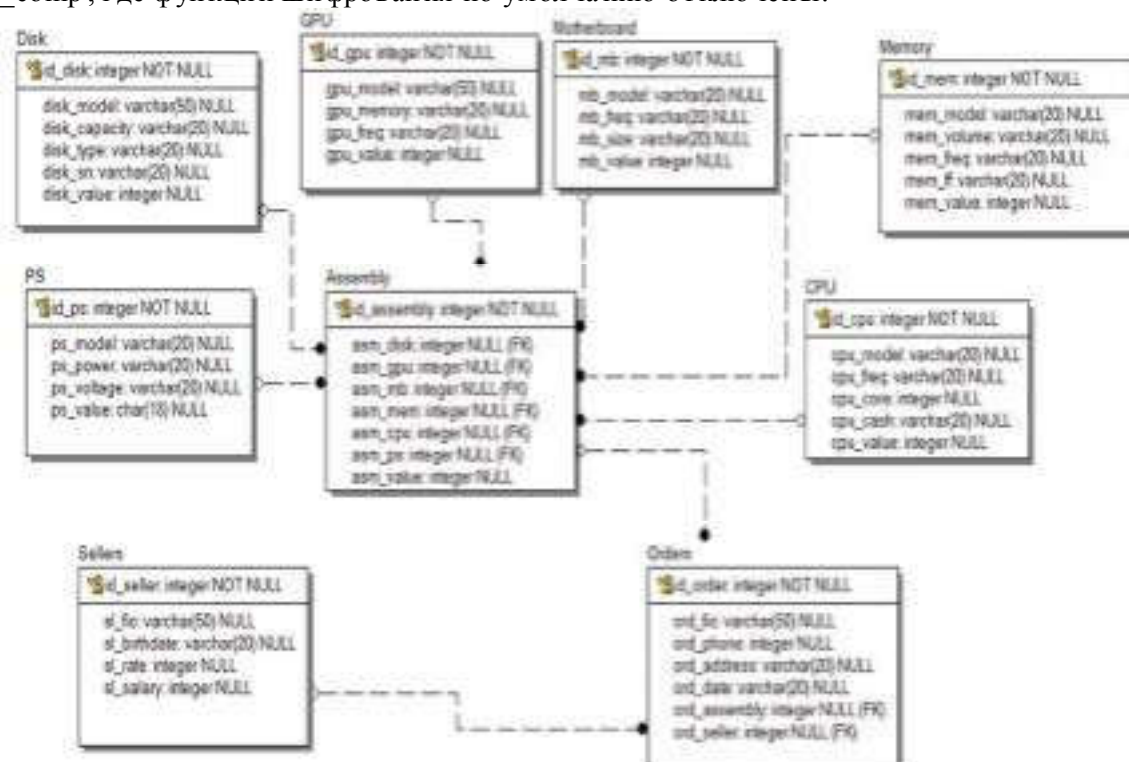 _comp, где функции шифрования по умолчанию отключены.
Disk
id_disk: integer NOT NULL
disk_model: varchar(50) NULL
disk_capacity: varchar(20) NULL
disk_type: varchar(20) NULL
disk_sn: varchar(20) NULL
disk_value: integer NULL
GPU
id_gpu: integer NOT NULL
gpu_model: varchar(50) NULL
gpu_memory: varchar(20) NULL
gpu_freq: varchar(20) NULL
gpu_value: integer NULL
Motherboard
id_mb: integer NOT NULL
mb_model: varchar(20) NULL
mb_freq: varchar(20) NULL
mb_size: varchar(20) NULL
mb_value: integer NULL
Memory
id_mem: integer NOT NULL
mem_model: varchar(20) NULL
mem_volume: varchar(20) NULL
mem_freq: varchar(20) NULL
mem_ff: varchar(20) NULL
mem_value: integer NULL
PS
id_ps: integer NOT NULL
ps_model: varchar(20) NULL
ps_power: varchar(20) NULL
ps_voltage: varchar(20) NULL
ps_value: char(18) NULL
Assembly
id_assembly: integer NOT NULL
asm_disk: integer NULL (FK)
asm_gpu: integer NULL (FK)
asm_mb: integer NULL (FK)
asm_mem: integer NULL (FK)
asm_cpu: integer NULL (FK)
asm_ps: integer NULL (FK)
asm_value: integer NULL
CPU
id_cpu: integer NOT NULL
cpu_model: varchar(20) NULL
cpu_freq: varchar(20) NULL
cpu_core: integer NULL
cpu_cash: varchar(20) NULL
cpu_value: integer NULL
Sellers
id_seller: integer NOT NULL
sl_fio: varchar(50) NULL
sl_birthdate: varchar(20) NULL
sl_rate: integer NULL
sl_salary: integer NULL
Orders
id_order: integer NOT NULL
ord_fio: varchar(50) NULL
ord_phone: integer NULL
ord_address: varchar(20) NULL
ord_date: varchar(20) NULL
ord_assembly: integer NULL (FK)
ord_seller: integer NULL (FK)